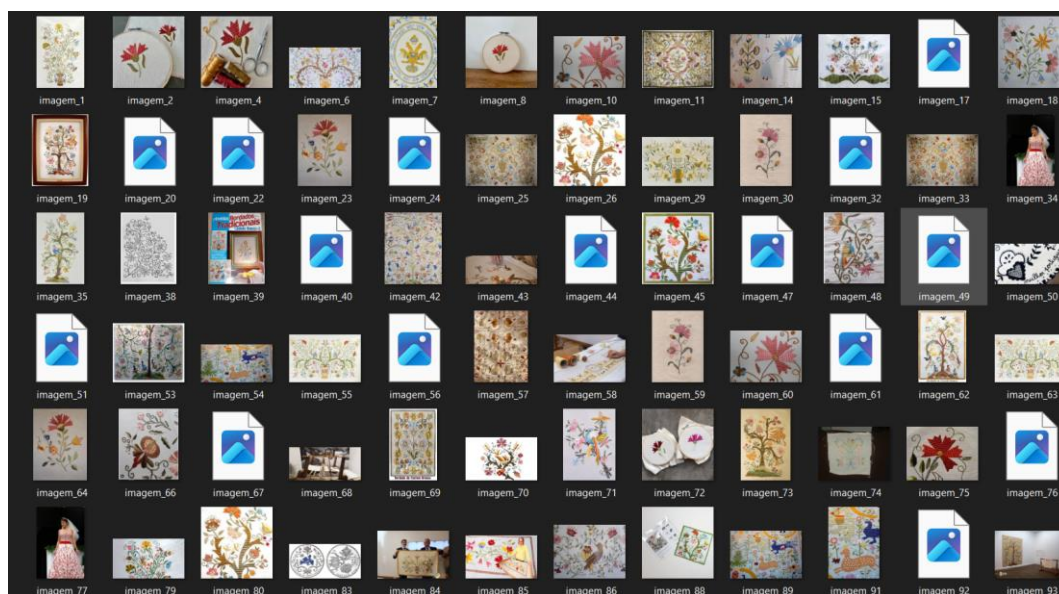 imagem_1 imagem_2 imagem_4 imagem_6 imagem_7 imagem_8 imagem_10 imagem_11 imagem_14 imagem_15 imagem_17 imagem_18
imagem_19 imagem_20 imagem_22 imagem_23 imagem_24 imagem_25 imagem_26 imagem_29 imagem_30 imagem_32 imagem_33 imagem_34
Bordados
tradicionais
imagem_35 imagem_38 imagem_39 imagem_40 imagem_42 imagem_43 imagem_44 imagem_45 imagem_47 imagem_48 imagem_49 imagem_50
imagem_51 imagem_53 imagem_54 imagem_55 imagem_56 imagem_57 imagem_58 imagem_59 imagem_60 imagem_61 imagem_62 imagem_63
imagem_64 imagem_66 imagem_67 imagem_68 imagem_69 imagem_70 imagem_71 imagem_72 imagem_73 imagem_74 imagem_75 imagem_76
imagem_77 imagem_79 imagem_80 imagem_83 imagem_84 imagem_85 imagem_86 imagem_88 imagem_89 imagem_91 imagem_92 imagem_93